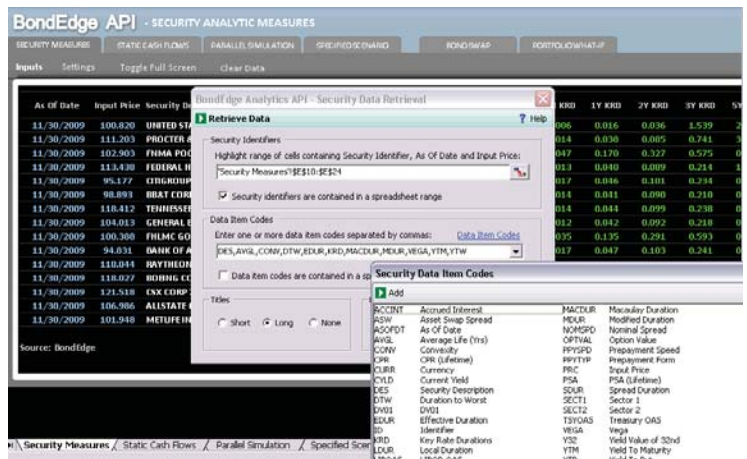 BondEdge API - SECURITY ANALYTIC MEASURES
SECURITY MEASURES STATIC CASH FLOWS PARALLEL SIMULATION SPECIFIED SCENARIO BOND SWAP PORTFOLIO WHAT-IF
Inputs Settings Toggle Full Screen Clear Data
As Of Date Input Price Security De KRD 1Y KRD 2Y KRD 3Y KRD 5Y
11/30/2009 100.820 UNITED STA 006 0.016 0.036 1.539 2
11/30/2009 111.203 PROCTER & 014 0.030 0.085 0.741 3
11/30/2009 102.903 FNMA POO 047 0.170 0.327 0.575 0
11/30/2009 113.430 FEDERAL H 013 0.040 0.089 0.214 1
11/30/2009 95.177 CITIGROUP 017 0.046 0.101 0.234 0
11/30/2009 98.893 BB&T COR 014 0.041 0.090 0.210 0
11/30/2009 118.412 TENNESSE 014 0.044 0.099 0.238 0
11/30/2009 104.013 GENERAL E 012 0.042 0.092 0.218 0
11/30/2009 100.308 FHLMC GO 035 0.135 0.291 0.593 0
11/30/2009 94.031 BANK OF A 017 0.047 0.103 0.241 0
11/30/2009 110.044 RAYTHEON
11/30/2009 118.027 BOEING CO
11/30/2009 121.518 CSX CORP
11/30/2009 106.986 ALLSTATE
11/30/2009 101.948 METLIFE IN
Source: BondEdge
BondEdge Analytics API - Security Data Retrieval
Retrieve Data ? Help
Security Identifiers
Highlight range of cells containing Security Identifier, As Of Date and Input Price:
'Security Measures'!$E$10:$E$24
Security identifiers are contained in a spreadsheet range
Data Item Codes
Enter one or more data item codes separated by commas: Data Item Codes
DES,AVGL,CONV,DTW,EDUR,KRD,MACDUR,MDUR,VEGA,YTM,YTW
Data item codes are contained in a sp
Titles
Short Long None
Security Data Item Codes
Add
ACCINT Accrued Interest MACDUR Macaulay Duration
ASW Asset Swap Spread MDUR Modified Duration
ASOFDT As Of Date NOMSPD Nominal Spread
AVGL Average Life (Yrs) OPTVAL Option Value
CONV Convexity PPYSPD Prepayment Speed
CPR CPR (Lifetime) PPYTYP Prepayment Form
CURR Currency PRC Input Price
CYLD Current Yield PSA PSA (Lifetime)
DES Security Description SDUR Spread Duration
DTW Duration to Worst SECT1 Sector 1
DV01 DV01 SECT2 Sector 2
EDUR Effective Duration TSYOAS Treasury OAS
ID Identifier VEGA Vega
KRD Key Rate Durations Y32 Yield Value of 32nd
LDUR Local Duration YTM Yield To Maturity
Security Measures / Static Cash Flows / Parallel Simulation / Specified Scen